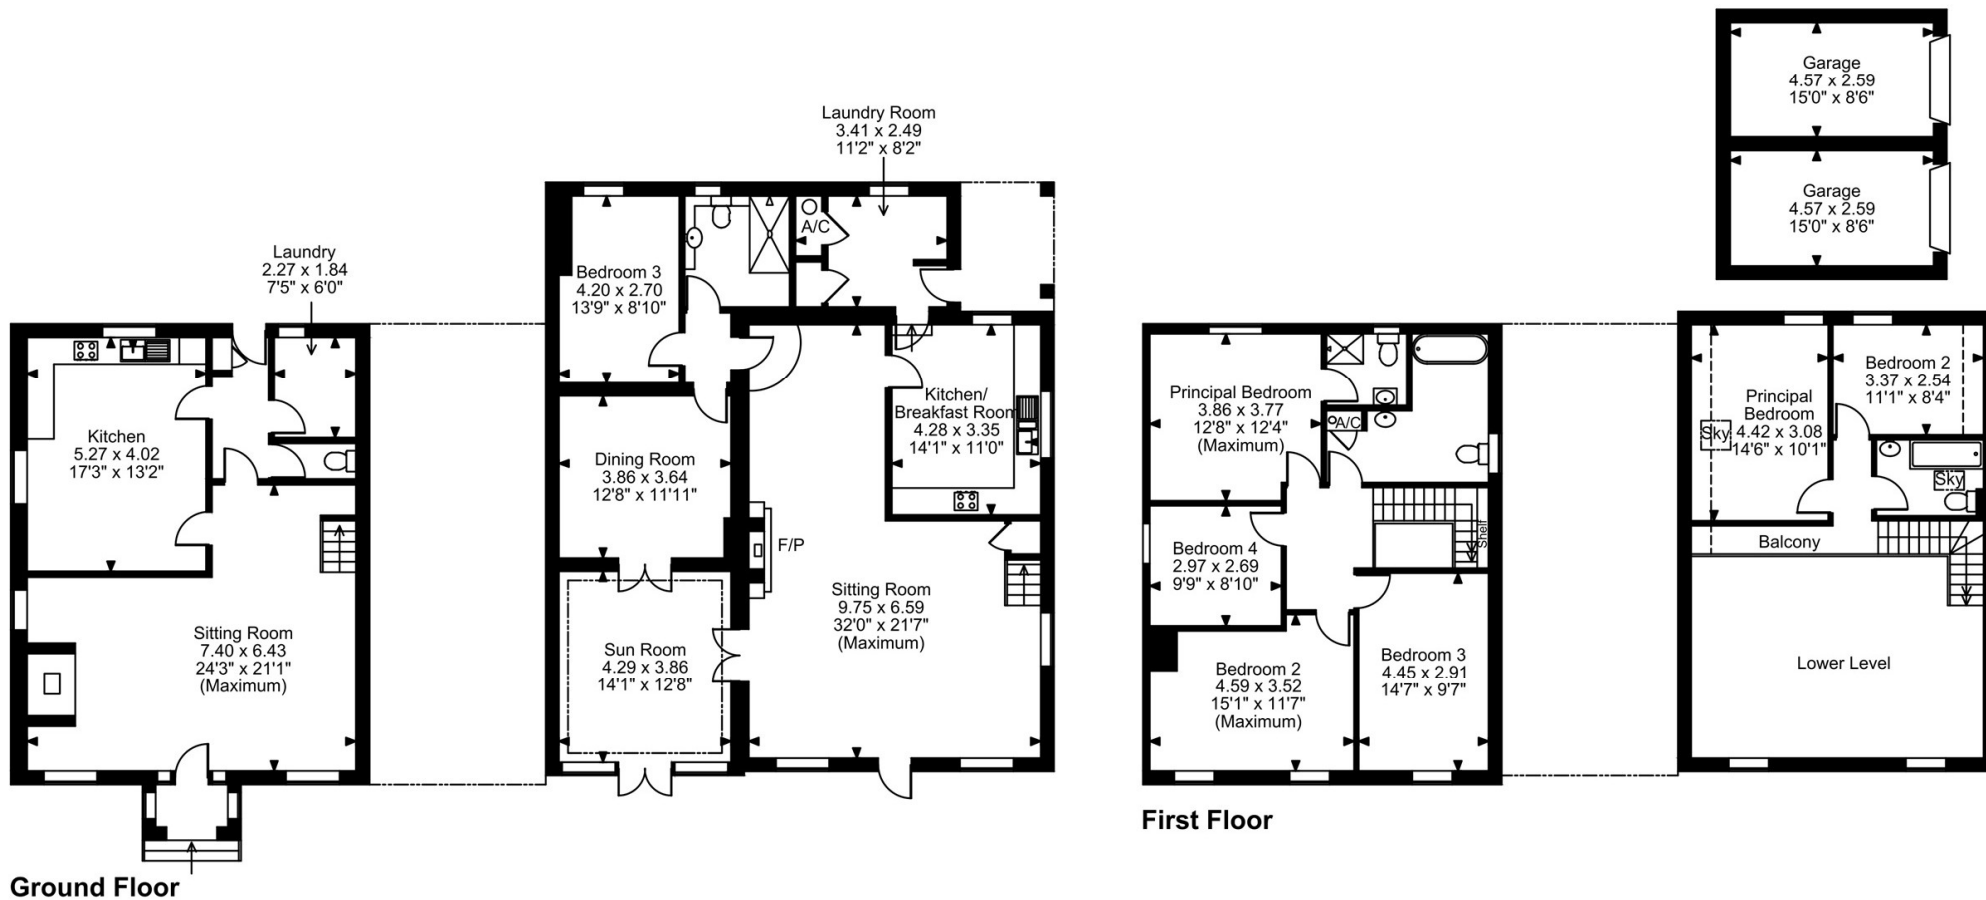 Garage
4.57 x 2.59
15'0" x 8'6"
Garage
4.57 x 2.59
15'0" x 8'6"
Laundry
2.27 x 1.84
7'5" x 6'0"
Kitchen
5.27 x 4.02
17'3" x 13'2"
Sitting Room
7.40 x 6.43
24'3" x 21'1"
(Maximum)
Laundry Room
3.41 x 2.49
11'2" x 8'2"
A/C
Bedroom 3
4.20 x 2.70
13'9" x 8'10"
Kitchen/
Breakfast Room
4.28 x 3.35
14'1" x 11'0"
Dining Room
3.86 x 3.64
12'8" x 11'11"
F/P
Sitting Room
9.75 x 6.59
32'0" x 21'7"
(Maximum)
Sun Room
4.29 x 3.86
14'1" x 12'8"
Ground Floor
Principal Bedroom
3.86 x 3.77
12'8" x 12'4"
(Maximum)
A/C
Shelf
Bedroom 4
2.97 x 2.69
9'9" x 8'10"
Bedroom 2
4.59 x 3.52
15'1" x 11'7"
(Maximum)
Bedroom 3
4.45 x 2.91
14'7" x 9'7"
Bedroom 2
3.37 x 2.54
11'1" x 8'4"
Principal
Bedroom
4.42 x 3.08
14'6" x 10'1"
Sky
Sky
Balcony
Lower Level
First Floor